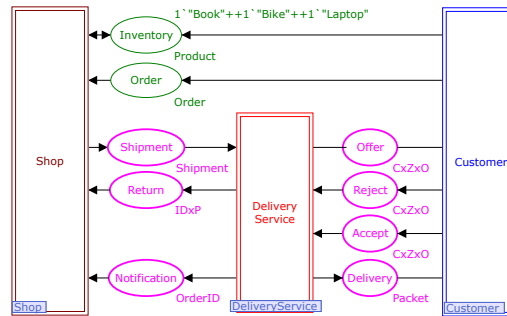 1`"Book"++1`"Bike"++1`"Laptop"
Inventory
Product
Order
Order
Shop
Shipment
Shipment
Return
IDxP
Notification
OrderID
Shop
Delivery
Service
DeliveryService
Offer
CxZxO
Reject
CxZxO
Accept
CxZxO
Delivery
Packet
Customer
Customer